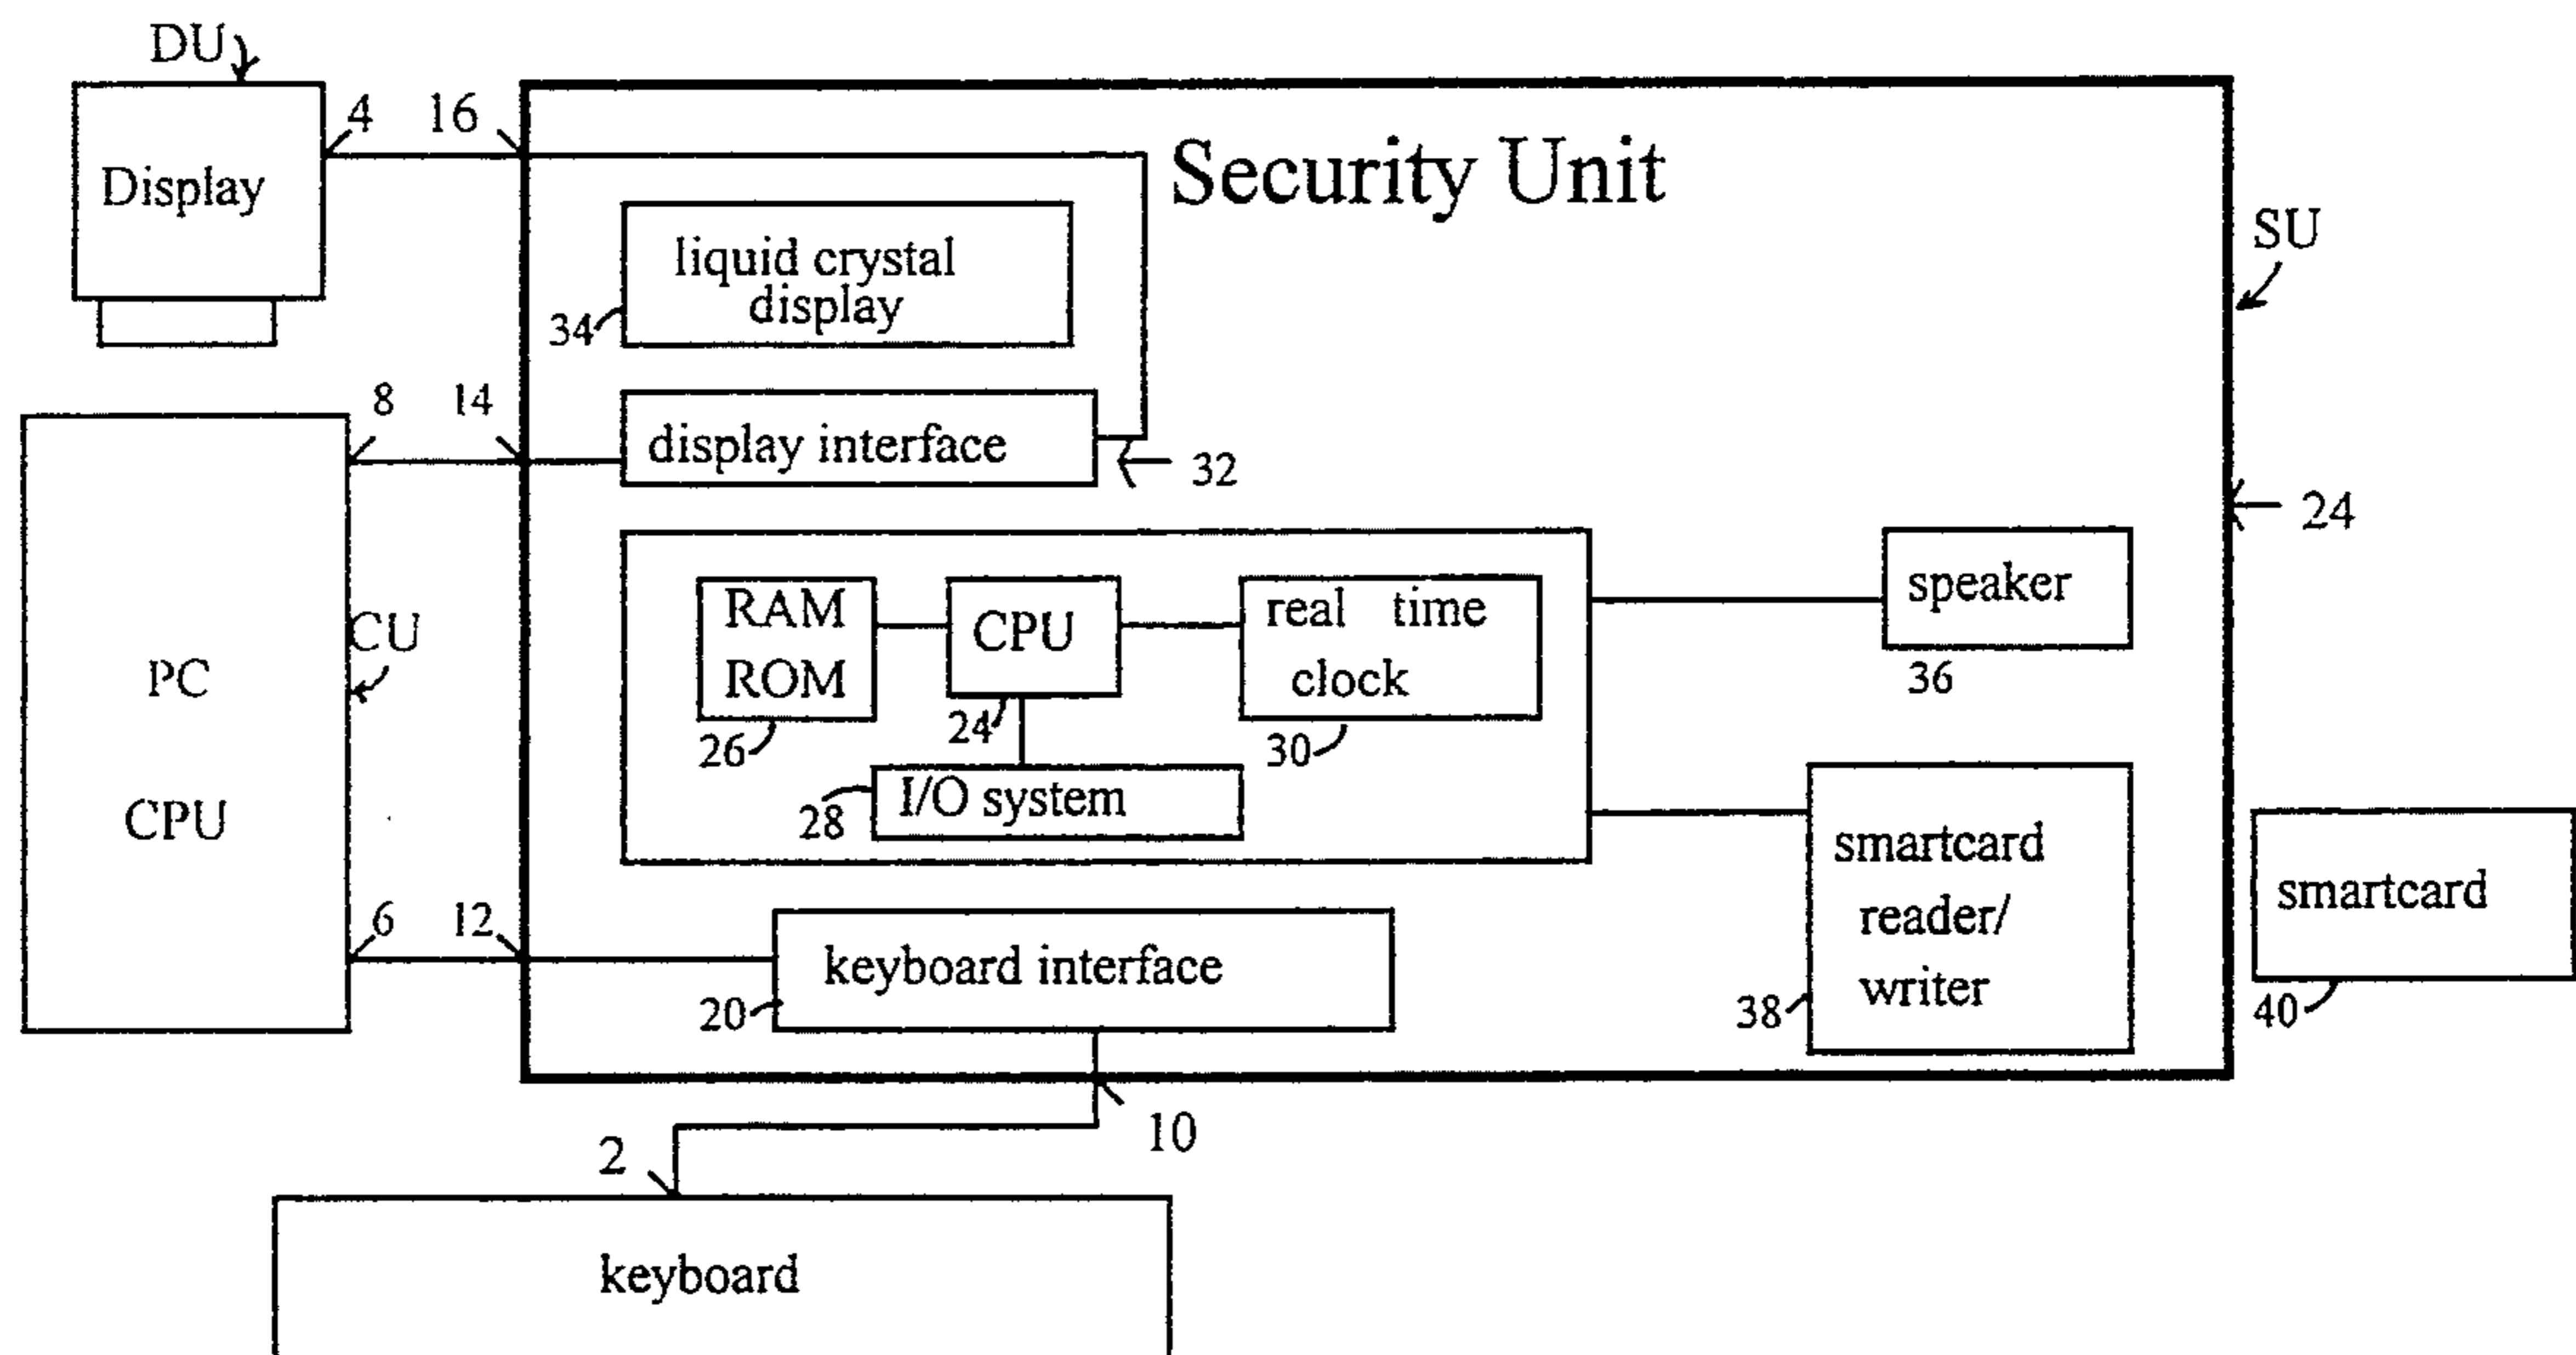 DU
4
16
Display
Security Unit
liquid crystal
display
34
SU
8
14
display interface
32
24
PC
CPU
CU
RAM
ROM
26
CPU
24
real time
clock
30
I/O system
28
speaker
36
6
12
keyboard interface
20
smartcard
reader/
writer
38
smartcard
40
10
2
keyboard